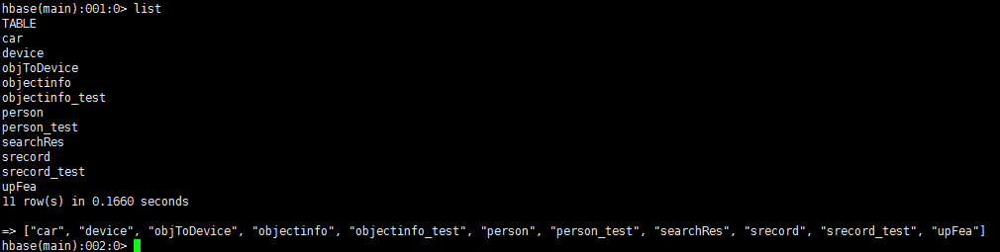 hbase(main):001:0> list
TABLE
car
device
objToDevice
objectinfo
objectinfo_test
person
person_test
searchRes
srecord
srecord_test
upFea
11 row(s) in 0.1660 seconds
=> ["car", "device", "objToDevice", "objectinfo", "objectinfo_test", "person", "person_test", "searchRes", "srecord", "srecord_test", "upFea"]
hbase(main):002:0>